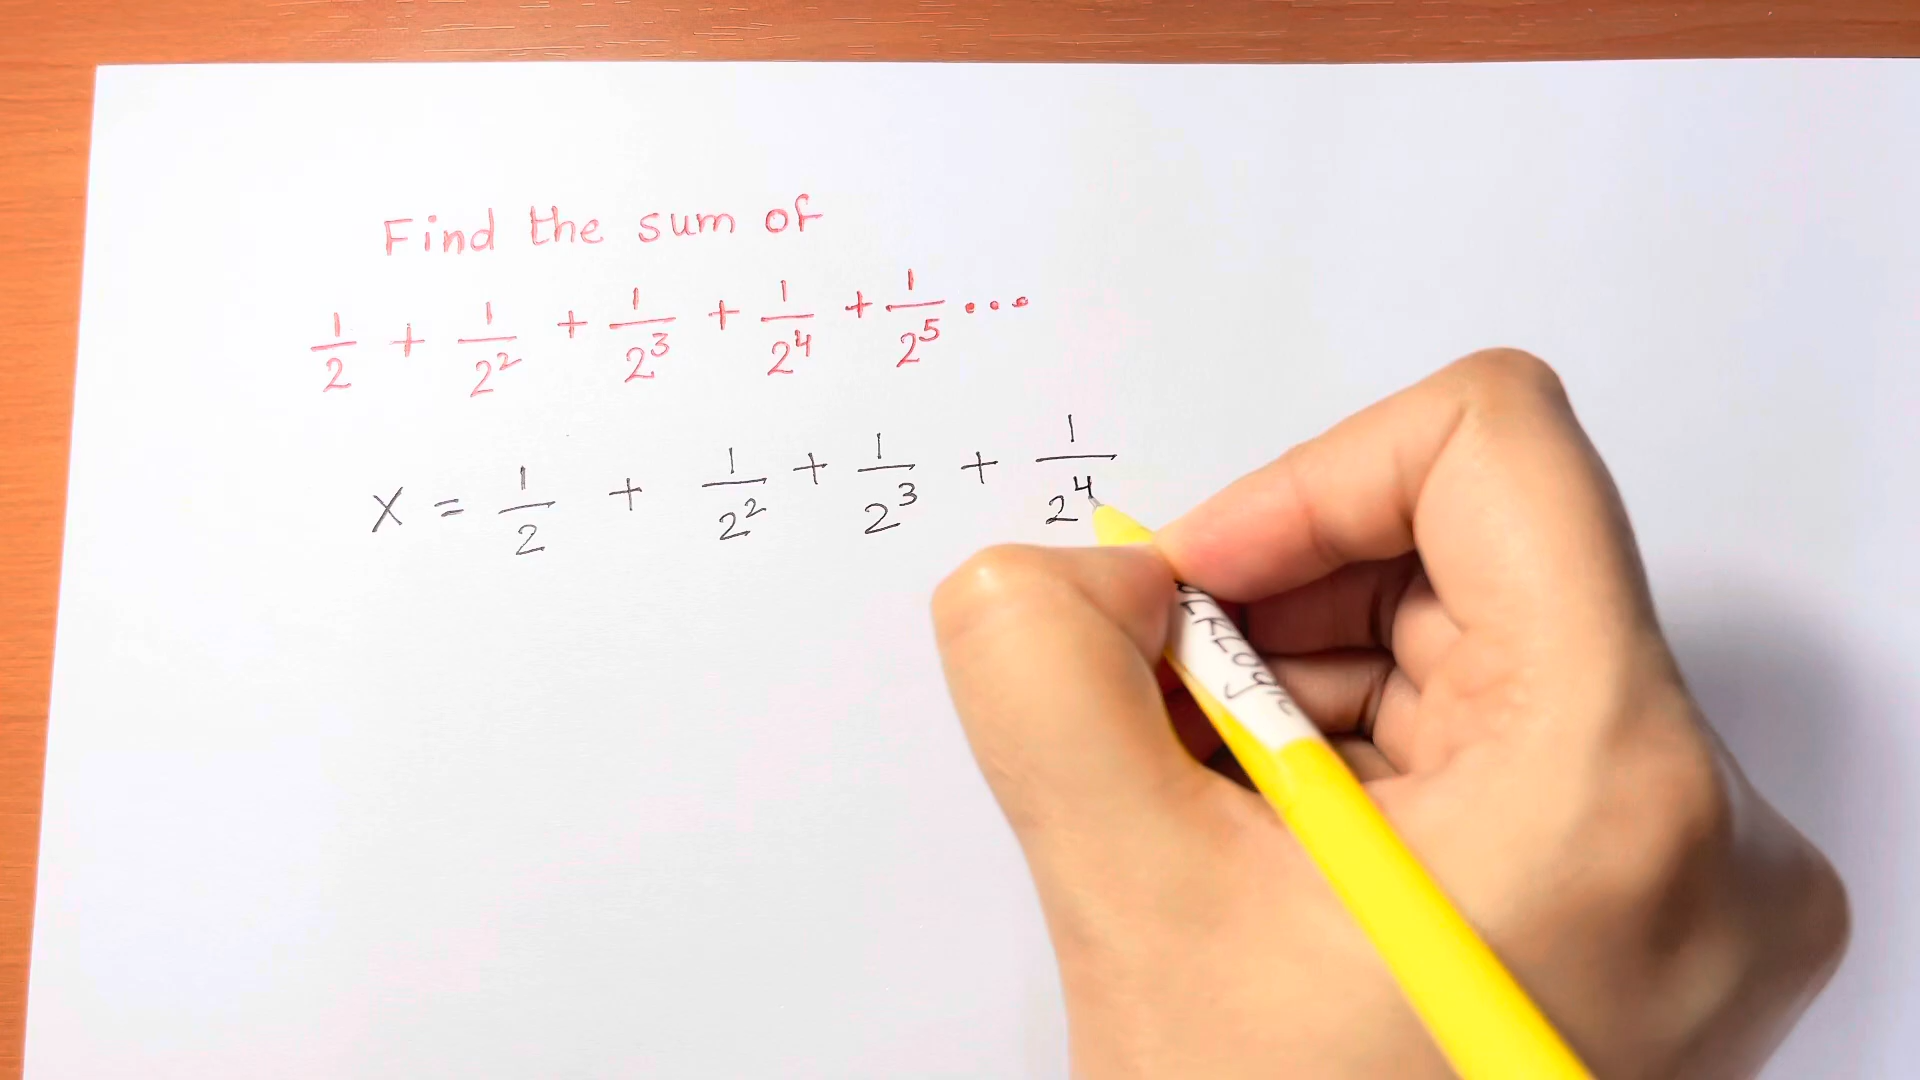 Find the sum of
1/2 + 1/2² + 1/2³ + 1/2⁴ + 1/2⁵ ...
x = 1/2 + 1/2² + 1/2³ + 1/2⁴